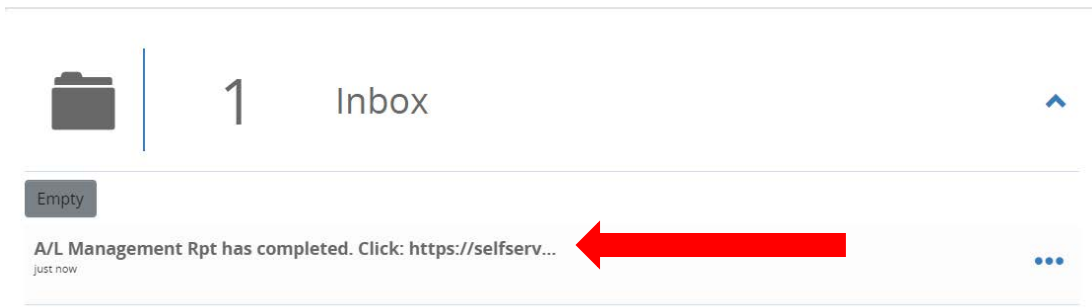 1 Inbox
Empty
A/L Management Rpt has completed. Click: https://selfserv...
just now